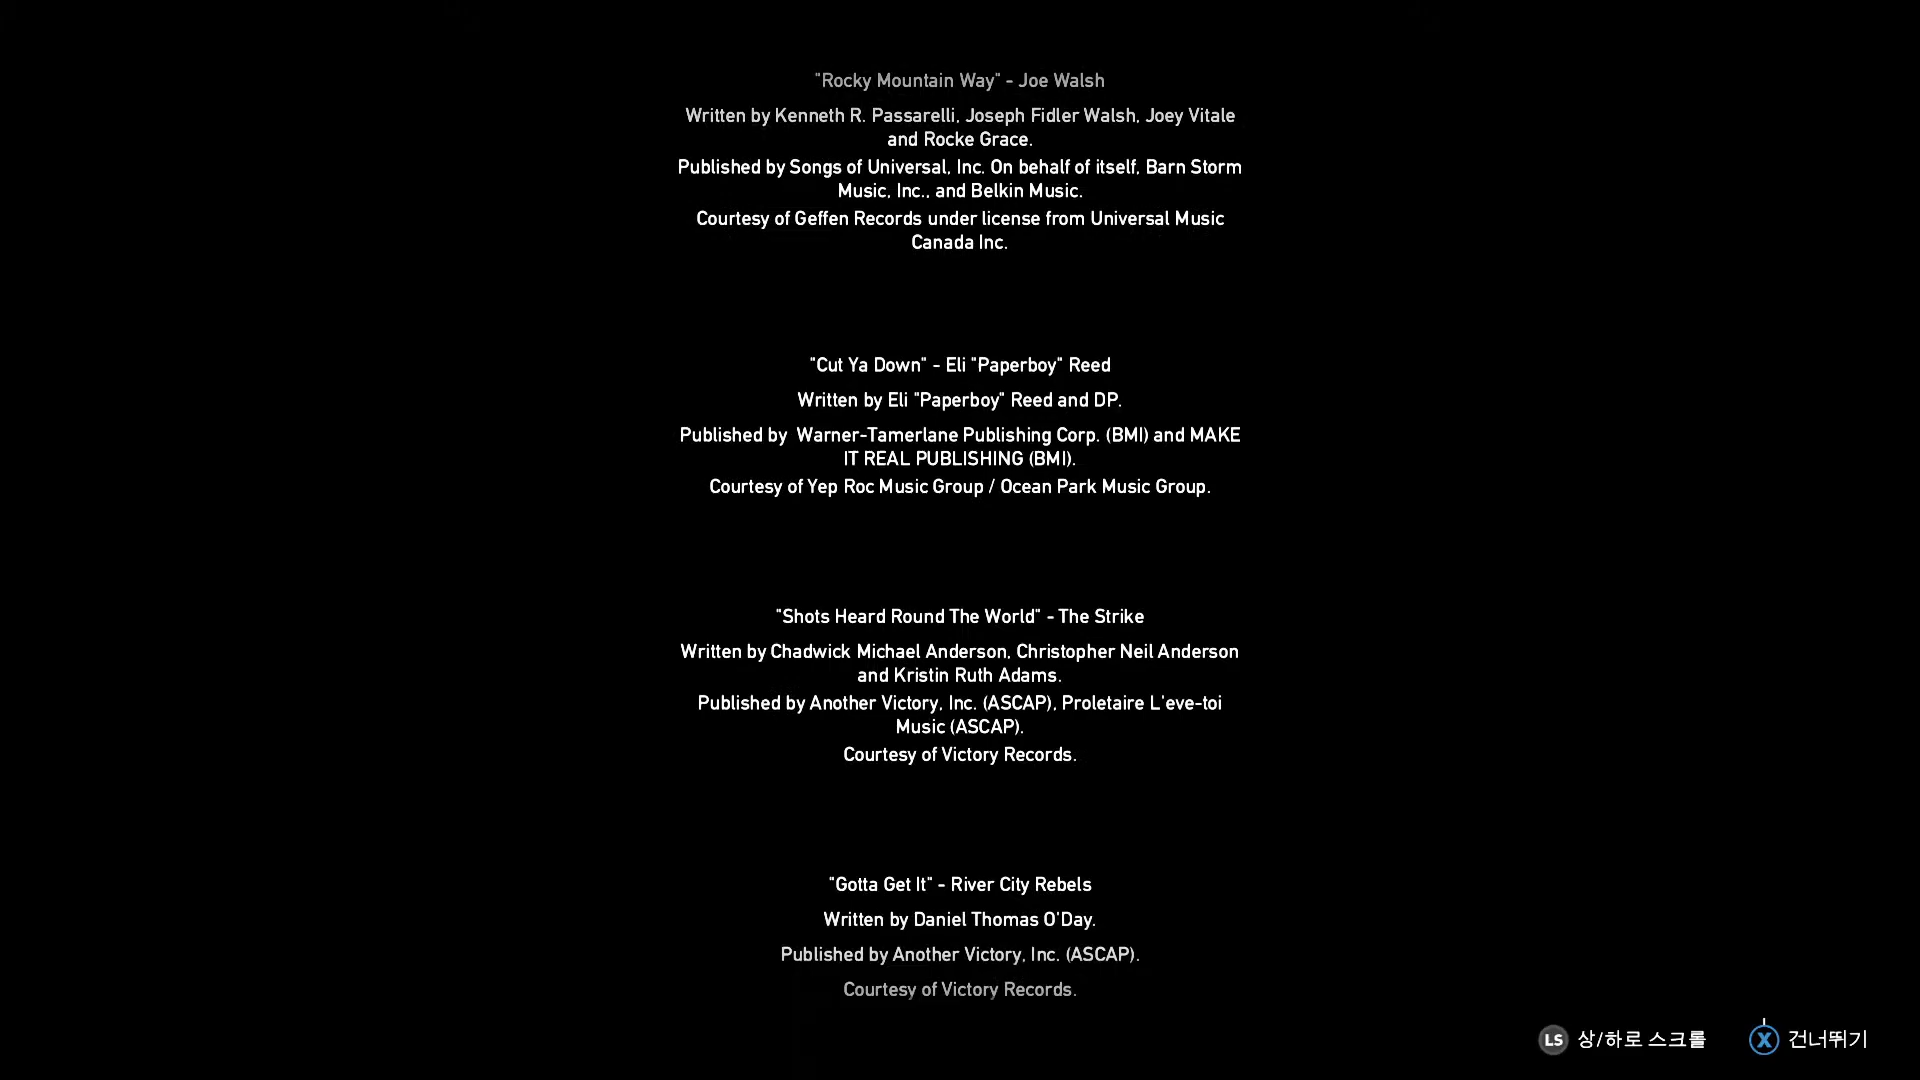 "Rocky Mountain Way" - Joe Walsh
Written by Kenneth R. Passarelli, Joseph Fidler Walsh, Joey Vitale
and Rocke Grace.
Published by Songs of Universal, Inc. On behalf of itself, Barn Storm
Music, Inc., and Belkin Music.
Courtesy of Geffen Records under license from Universal Music
Canada Inc.
"Cut Ya Down" - Eli "Paperboy" Reed
Written by Eli "Paperboy" Reed and DP.
Published by  Warner-Tamerlane Publishing Corp. (BMI) and MAKE
IT REAL PUBLISHING (BMI).
Courtesy of Yep Roc Music Group / Ocean Park Music Group.
"Shots Heard Round The World" - The Strike
Written by Chadwick Michael Anderson, Christopher Neil Anderson
and Kristin Ruth Adams.
Published by Another Victory, Inc. (ASCAP), Proletaire L'eve-toi
Music (ASCAP).
Courtesy of Victory Records.
"Gotta Get It" - River City Rebels
Written by Daniel Thomas O'Day.
Published by Another Victory, Inc. (ASCAP).
Courtesy of Victory Records.
LS 상/하로 스크롤 X 건너뛰기